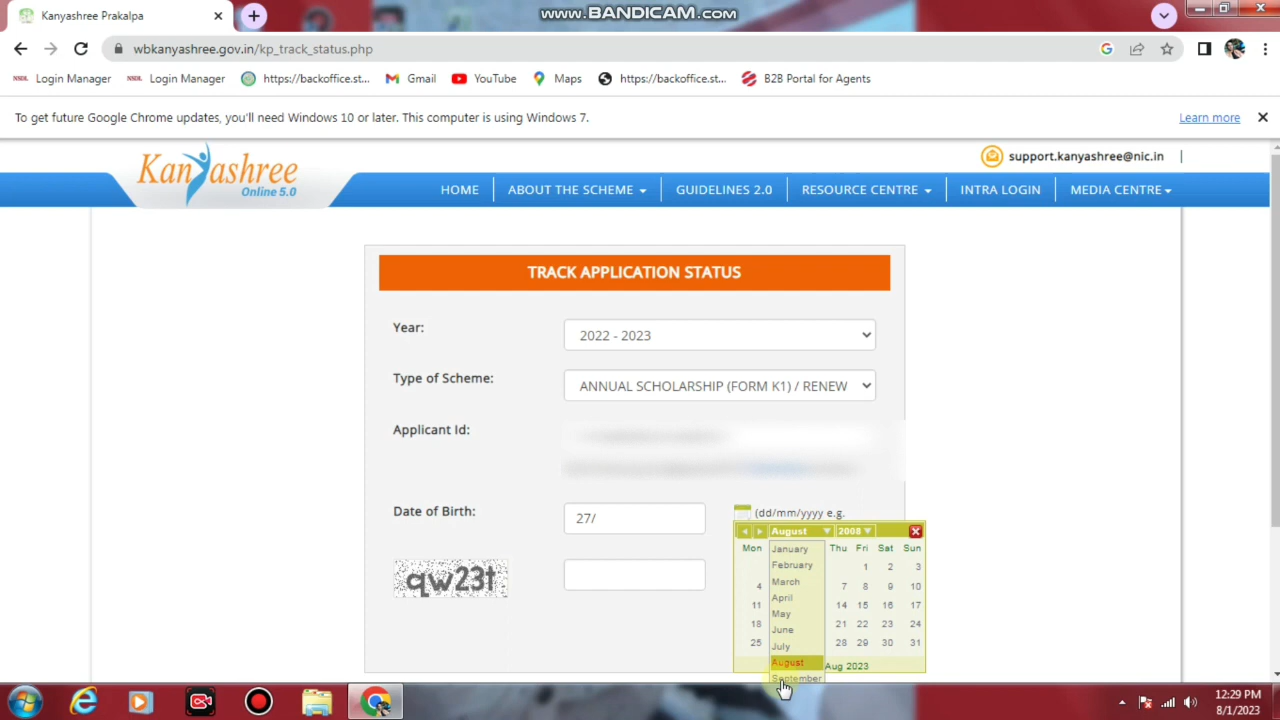 Kanyashree Prakalpa
www.BANDICAM.com
wbkanyashree.gov.in/kp_track_status.php
NSDL Login Manager NSDL Login Manager https://backoffice.st... Gmail YouTube Maps https://backoffice.st... B2B Portal for Agents
To get future Google Chrome updates, you'll need Windows 10 or later. This computer is using Windows 7. Learn more
Kanyashree
Online 5.0
support.kanyashree@nic.in |
HOME ABOUT THE SCHEME GUIDELINES 2.0 RESOURCE CENTRE INTRA LOGIN MEDIA CENTRE
TRACK APPLICATION STATUS
Year: 2022 - 2023
Type of Scheme: ANNUAL SCHOLARSHIP (FORM K1) / RENEW
Applicant Id:
Date of Birth: 27/ (dd/mm/yyyy e.g.
August 2008
Mon Thu Fri Sat Sun
January
February 1 2 3
March 4 7 8 9 10
April 11 14 15 16 17
May
June 18 21 22 23 24
July 25 28 29 30 31
August Aug 2023
September
qw23t
12:29 PM
8/1/2023